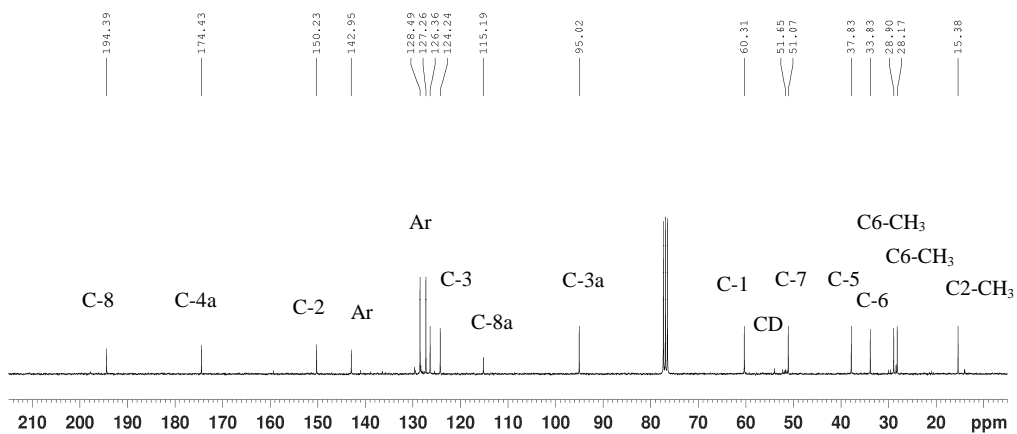 194.39
174.43
150.23
142.95
128.49
127.26
126.36
124.24
115.19
95.02
60.31
51.65
51.07
37.83
33.83
28.90
28.17
15.38
Ar
C6-CH₃
C6-CH₃
C-8
C-4a
C-2
Ar
C-3
C-8a
C-3a
C-1
C-7
CD
C-5
C-6
C2-CH₃
210 200 190 180 170 160 150 140 130 120 110 100 90 80 70 60 50 40 30 20 ppm